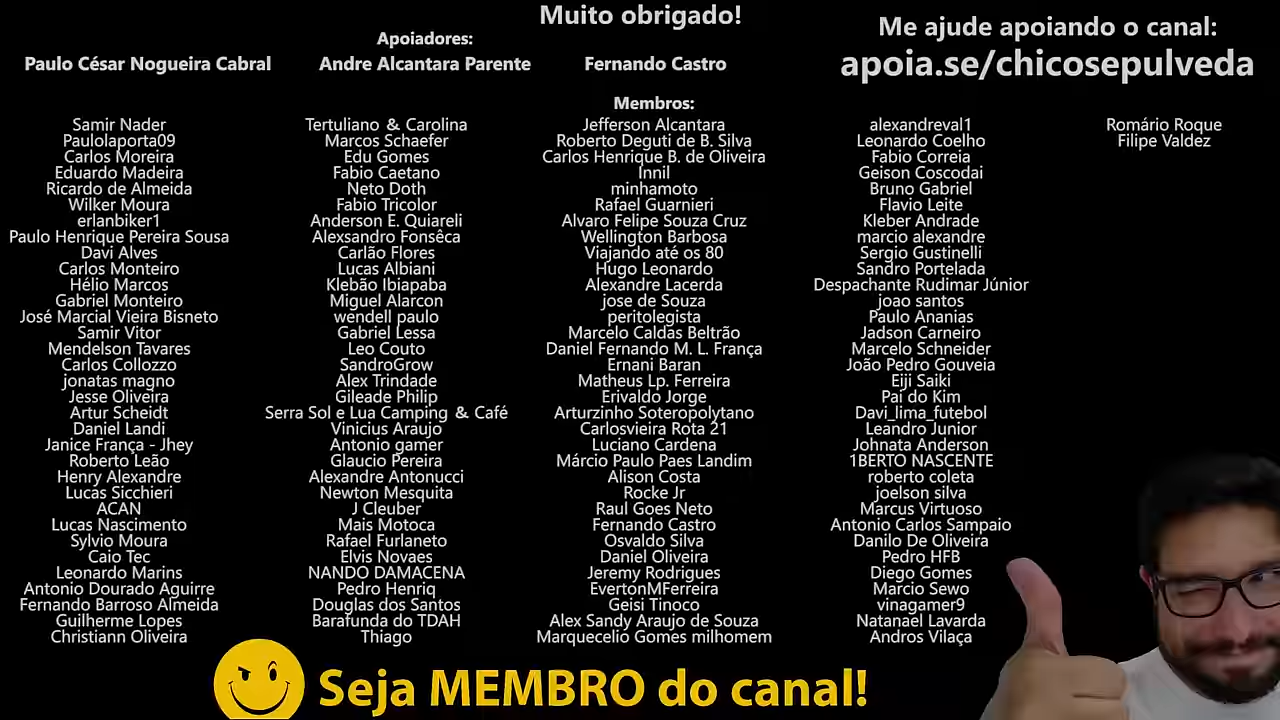 Muito obrigado!
Me ajude apoiando o canal:
apoia.se/chicosepulveda
Apoiadores:
Paulo César Nogueira Cabral
Andre Alcantara Parente
Fernando Castro
Membros:
Samir Nader
Paulolaporta09
Carlos Moreira
Eduardo Madeira
Ricardo de Almeida
Wilker Moura
erlanbiker1
Paulo Henrique Pereira Sousa
Davi Alves
Carlos Monteiro
Hélio Marcos
Gabriel Monteiro
José Marcial Vieira Bisneto
Samir Vitor
Mendelson Tavares
Carlos Collozzo
jonatas magno
Jesse Oliveira
Artur Scheidt
Daniel Landi
Janice França - Jhey
Roberto Leão
Henry Alexandre
Lucas Sicchieri
ACAN
Lucas Nascimento
Sylvio Moura
Caio Tec
Leonardo Marins
Antonio Dourado Aguirre
Fernando Barroso Almeida
Guilherme Lopes
Christiann Oliveira
Tertuliano & Carolina
Marcos Schaefer
Edu Gomes
Fabio Caetano
Neto Doth
Fabio Tricolor
Anderson E. Quiareli
Alexsandro Fonsêca
Carlão Flores
Lucas Albiani
Klebão Ibiapaba
Miguel Alarcon
wendell paulo
Gabriel Lessa
Leo Couto
SandroGrow
Alex Trindade
Gileade Philip
Serra Sol e Lua Camping & Café
Vinicius Araujo
Antonio gamer
Glaucio Pereira
Alexandre Antonucci
Newton Mesquita
J Cleuber
Mais Motoca
Rafael Furlaneto
Elvis Novaes
NANDO DAMACENA
Pedro Henriq
Douglas dos Santos
Barafunda do TDAH
Thiago
Jefferson Alcantara
Roberto Deguti de B. Silva
Carlos Henrique B. de Oliveira
Innil
minhamoto
Rafael Guarnieri
Alvaro Felipe Souza Cruz
Wellington Barbosa
Viajando até os 80
Hugo Leonardo
Alexandre Lacerda
jose de Souza
peritolegista
Marcelo Caldas Beltrão
Daniel Fernando M. L. França
Ernani Baran
Matheus Lp. Ferreira
Erivaldo Jorge
Arturzinho Soteropolytano
Carlosvieira Rota 21
Luciano Cardena
Márcio Paulo Paes Landim
Alison Costa
Rocke Jr
Raul Goes Neto
Fernando Castro
Osvaldo Silva
Daniel Oliveira
Jeremy Rodrigues
EvertonMFerreira
Geisi Tinoco
Alex Sandy Araujo de Souza
Marquecelio Gomes milhomem
alexandreval1
Leonardo Coelho
Fabio Correia
Geison Coscodai
Bruno Gabriel
Flavio Leite
Kleber Andrade
marcio alexandre
Sergio Gustinelli
Sandro Portelada
Despachante Rudimar Júnior
joao santos
Paulo Ananias
Jadson Carneiro
Marcelo Schneider
João Pedro Gouveia
Eiji Saiki
Pai do Kim
Davi_lima_futebol
Leandro Junior
Johnata Anderson
1BERTO NASCENTE
roberto coleta
joelson silva
Marcus Virtuoso
Antonio Carlos Sampaio
Danilo De Oliveira
Pedro HFB
Diego Gomes
Marcio Sewo
vinagamer9
Natanael Lavarda
Andros Vilaça
Romário Roque
Filipe Valdez
Seja MEMBRO do canal!